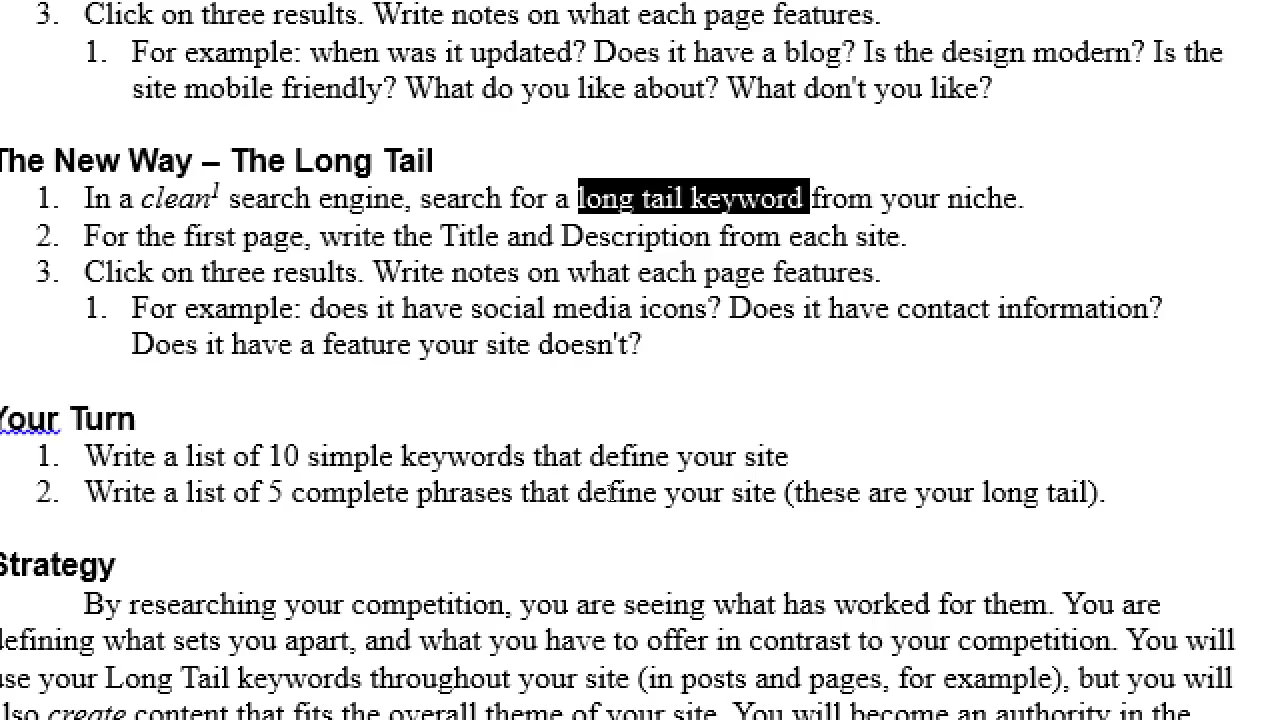 3. Click on three results. Write notes on what each page features.
1. For example: when was it updated? Does it have a blog? Is the design modern? Is the
site mobile friendly? What do you like about? What don't you like?
The New Way – The Long Tail
1. In a clean1 search engine, search for a long tail keyword from your niche.
2. For the first page, write the Title and Description from each site.
3. Click on three results. Write notes on what each page features.
1. For example: does it have social media icons? Does it have contact information?
Does it have a feature your site doesn't?
Your Turn
1. Write a list of 10 simple keywords that define your site
2. Write a list of 5 complete phrases that define your site (these are your long tail).
Strategy
By researching your competition, you are seeing what has worked for them. You are
defining what sets you apart, and what you have to offer in contrast to your competition. You will
use your Long Tail keywords throughout your site (in posts and pages, for example), but you will
also create content that fits the overall theme of your site. You will become an authority in the